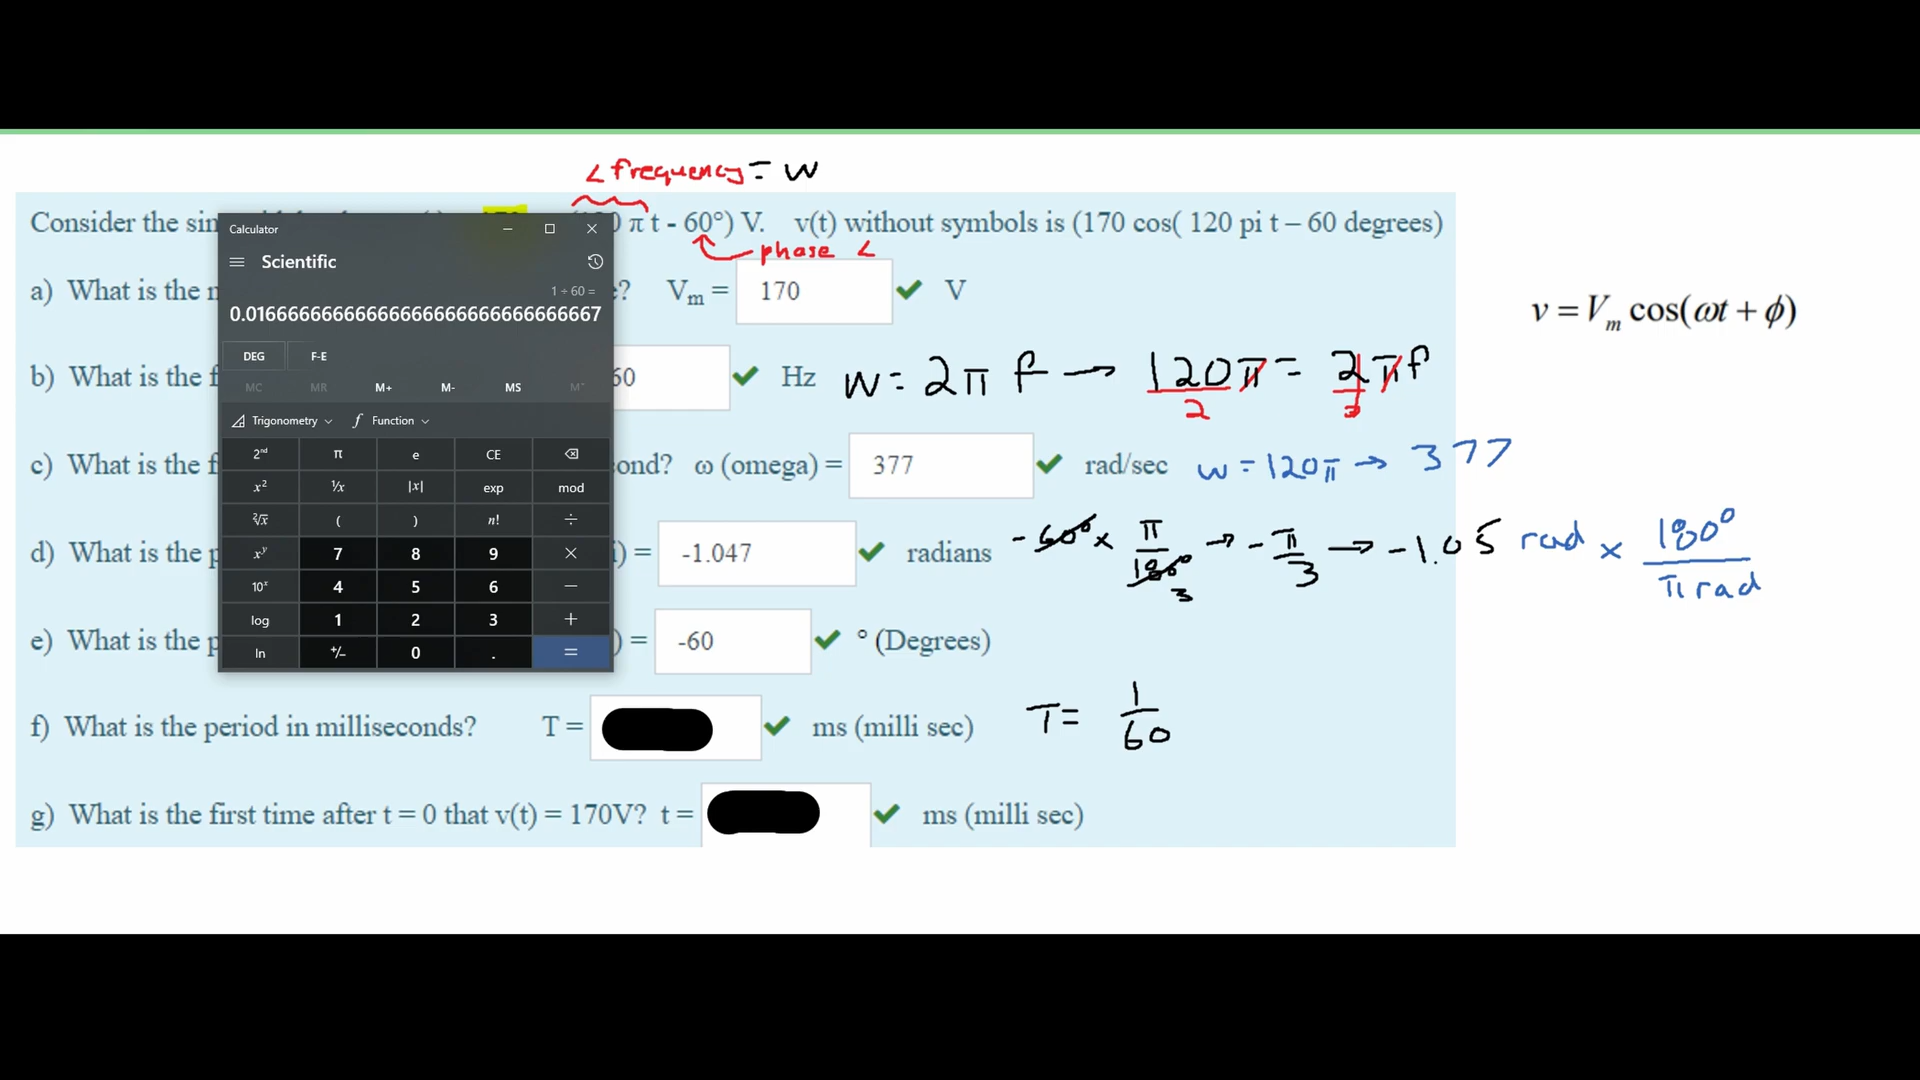 ∠ frequency = w
Consider the sin πt - 60°) V. v(t) without symbols is (170 cos( 120 pi t – 60 degrees)
phase ∠
a) What is the ? Vm = 170 V
v = Vm cos(ωt + φ)
b) What is the 60 Hz w = 2π f → 120π/2 = 2πf/2
c) What is the ond? ω (omega) = 377 rad/sec w = 120π → 377
d) What is the ) = -1.047 radians -60° × π/180° 3 → -π/3 → -1.05 rad × 180°/π rad
e) What is the ) = -60 ° (Degrees)
f) What is the period in milliseconds? T = ms (milli sec) T = 1/60
g) What is the first time after t = 0 that v(t) = 170V? t = ms (milli sec)
Calculator
Scientific
1 ÷ 60 =
0.01666666666666666666666666666667
DEG F-E
MC MR M+ M- MS M˅
Trigonometry f Function
2ⁿᵈ π e CE
x² ¹/x |x| exp mod
²√x ( ) n! ÷
xʸ 7 8 9 ×
10ˣ 4 5 6 −
log 1 2 3 +
ln +/− 0 . =